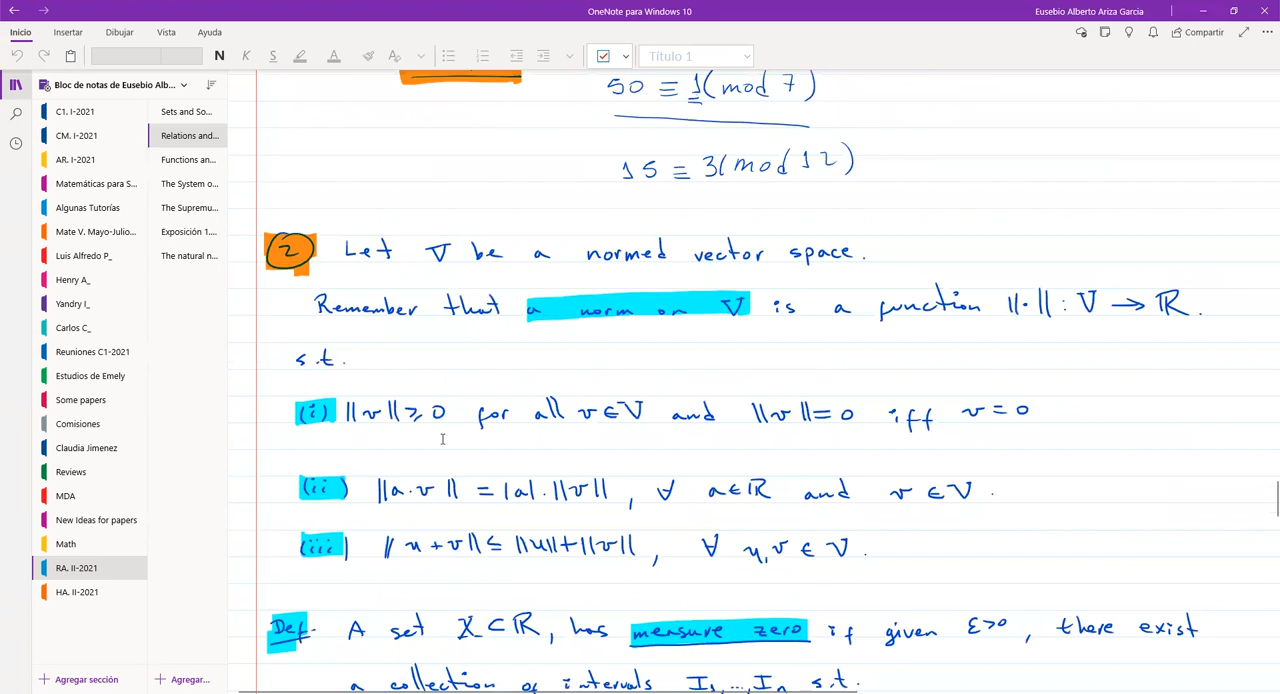 OneNote para Windows 10
Eusebio Alberto Ariza Garcia
Inicio Insertar Dibujar Vista Ayuda
Compartir
N K S A A Título 1
Bloc de notas de Eusebio Alb...
C1. I-2021
CM. I-2021
AR. I-2021
Matemáticas para S...
Algunas Tutorías
Mate V. Mayo-Julio...
Luis Alfredo P_
Henry A_
Yandry I_
Carlos C_
Reuniones C1-2021
Estudios de Emely
Some papers
Comisiones
Claudia Jimenez
Reviews
MDA
New Ideas for papers
Math
RA. II-2021
HA. II-2021
Agregar sección
Sets and So...
Relations and...
Functions an...
The System o...
The Supremu...
Exposición 1....
The natural n...
Agregar...
50 ≡ 1 (mod 7)
15 ≡ 3 (mod 12)
2 Let V be a normed vector space.
Remember that a norm on V is a function ||·|| : V → ℝ.
s.t.
(i) ||v|| ⩾ 0 for all v ∈ V and ||v|| = 0 iff v = 0
(ii) ||a·v|| = |a|·||v||, ∀ a ∈ ℝ and v ∈ V.
(iii) ||u+v|| ≤ ||u|| + ||v||, ∀ u,v ∈ V.
Def. A set X ⊂ ℝ, has measure zero if given ε>0, there exist
a collection of intervals I₁,...,Iₙ s.t.